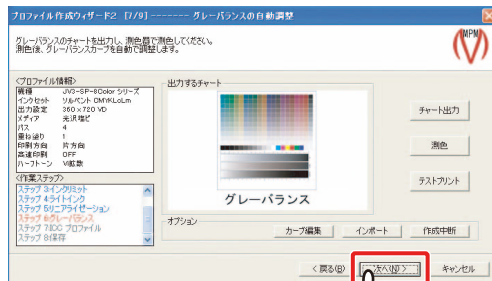 プロファイル作成ウィザード2 [7/9] ------- グレーバランスの自動調整
グレーバランスのチャートを出力し、測色器で測色してください。
測色後、グレーバランスカーブを自動で調整します。
MPM
<プロファイル情報>
機種 JV3-SP-8Color シリーズ
インクセット ソルベント CMYKLcLm
出力設定 360 x 720 VD
メディア 光沢塩ビ
パス 4
重ね塗り 1
印刷方向 片方向
高速印刷 OFF
ハーフトーン V拡散
<作業ステップ>
ステップ 3:インクリミット
ステップ 4:ライトインク
ステップ 5:リニアライゼーション
ステップ 6:グレーバランス
ステップ 7:ICC プロファイル
ステップ 8:保存
出力するチャート
グレーバランス
チャート出力
測色
テストプリント
オプション
カーブ編集
インポート
作成中断
< 戻る(B)
次へ(N) >
キャンセル